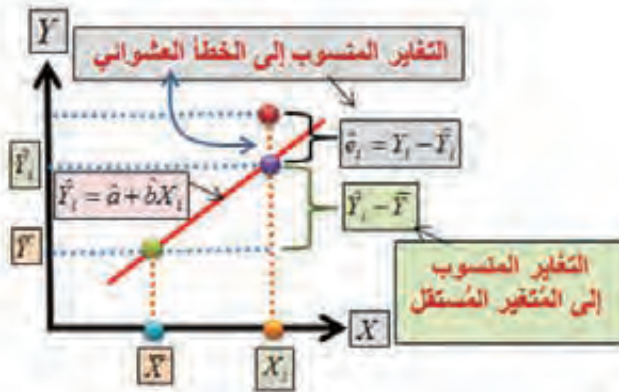 Y
التغاير المنسوب إلى الخطأ العشوائي
ê_i = Y_i − Ŷ_i
Ŷ_i
Ŷ_i = â + b̂X_i
Ŷ_i − Ȳ
Ȳ
التغاير المنسوب
إلى المُتغير المُستقل
X
X̄
X_i